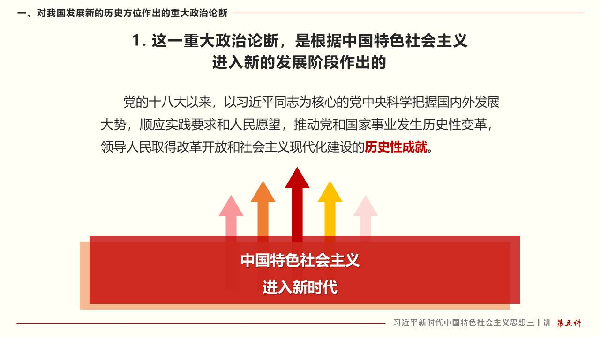 一、对我国发展新的历史方位作出的重大政治论断
1. 这一重大政治论断，是根据中国特色社会主义
进入新的发展阶段作出的
党的十八大以来，以习近平同志为核心的党中央科学把握国内外发展
大势，顺应实践要求和人民愿望，推动党和国家事业发生历史性变革，
领导人民取得改革开放和社会主义现代化建设的历史性成就。
中国特色社会主义
进入新时代
习近平新时代中国特色社会主义思想三十讲 第五讲